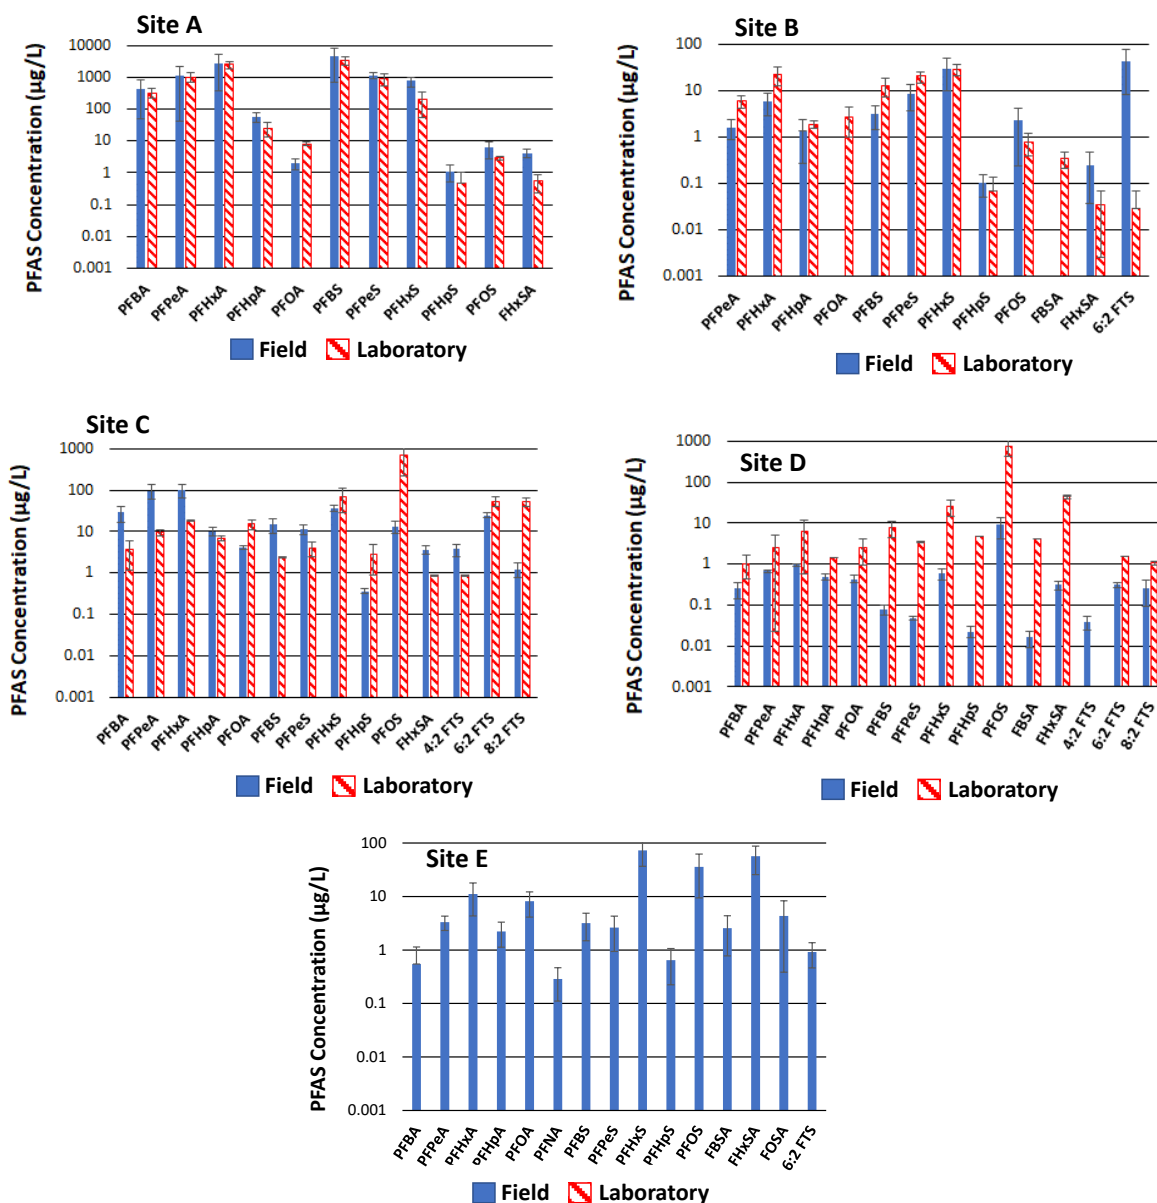 Site A
PFAS Concentration (µg/L)
10000
1000
100
10
1
0.1
0.01
0.001
PFBA PFPeA PFHxA PFHpA PFOA PFBS PFPeS PFHxS PFHpS PFOS FHxSA
Field Laboratory
Site B
PFAS Concentration (µg/L)
100
10
1
0.1
0.01
0.001
PFPeA PFHxA PFHpA PFOA PFBS PFPeS PFHxS PFHpS PFOS FBSA FHxSA 6:2 FTS
Field Laboratory
Site C
PFAS Concentration (µg/L)
1000
100
10
1
0.1
0.01
0.001
PFBA PFPeA PFHxA PFHpA PFOA PFBS PFPeS PFHxS PFHpS PFOS FHxSA 4:2 FTS 6:2 FTS 8:2 FTS
Field Laboratory
Site D
PFAS Concentration (µg/L)
1000
100
10
1
0.1
0.01
0.001
PFBA PFPeA PFHxA PFHpA PFOA PFBS PFPeS PFHxS PFHpS PFOS FBSA FHxSA 4:2 FTS 6:2 FTS 8:2 FTS
Field Laboratory
Site E
PFAS Concentration (µg/L)
100
10
1
0.1
0.01
0.001
PFBA PFPeA PFHxA PFHpA PFOA PFNA PFBS PFPeS PFHxS PFHpS PFOS FBSA FHxSA FOSA 6:2 FTS
Field Laboratory